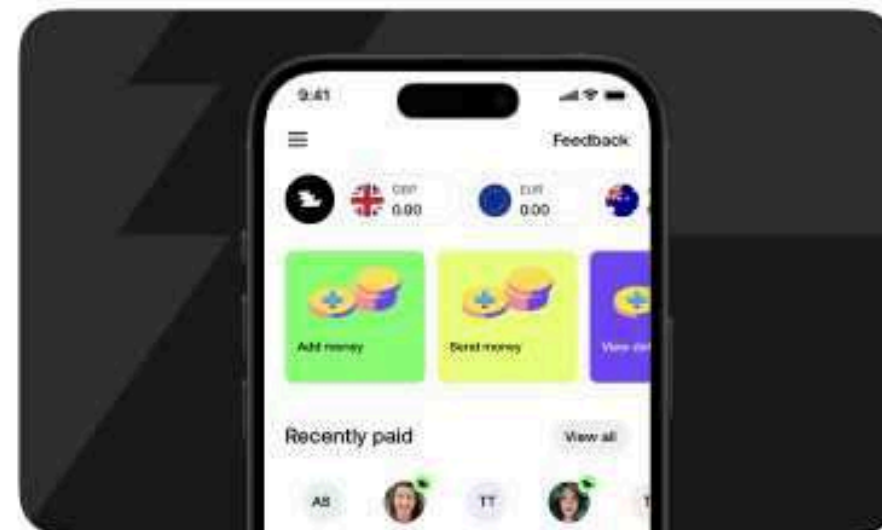 9:41
Feedback
GBP
0.00
EUR
0.00
Add money
Send money
View
Recently paid
View all
AS
TT